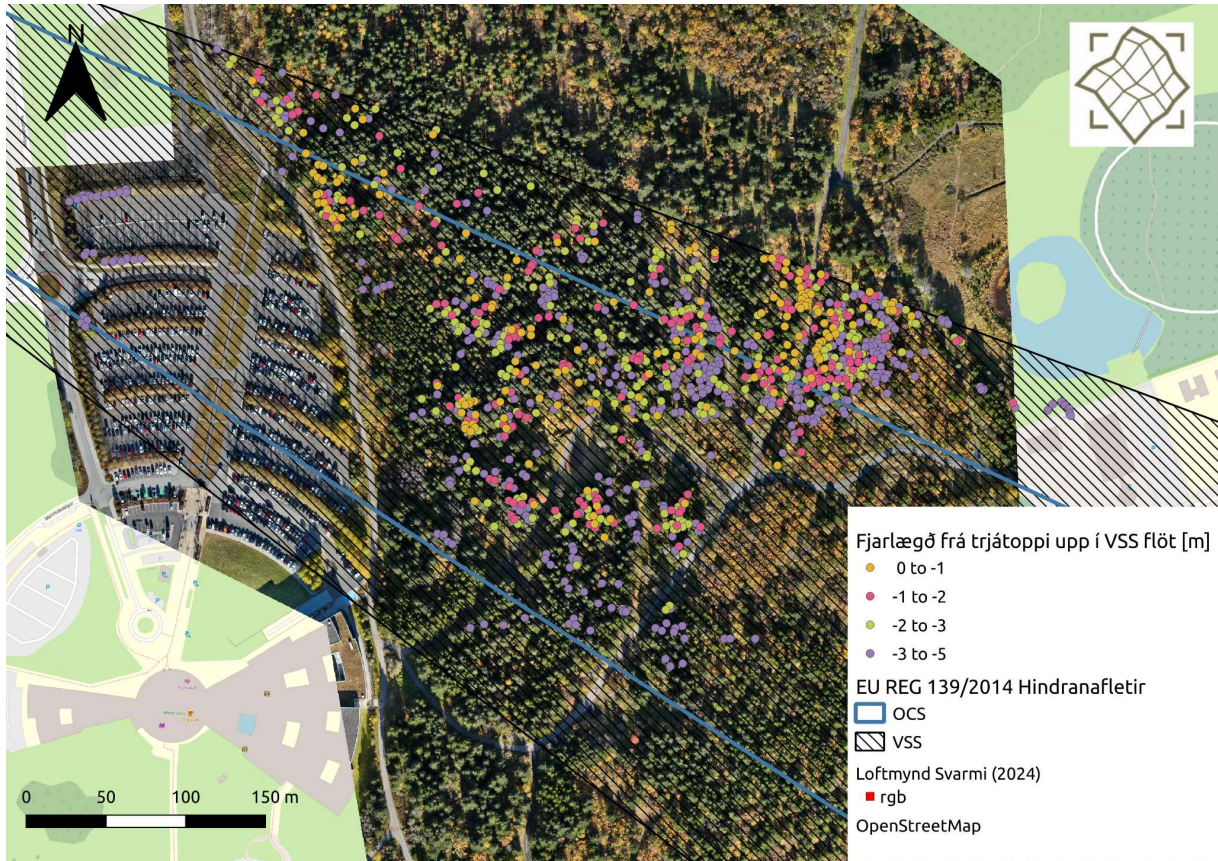 N
0 50 100 150 m
Fjarlægð frá trjátoppi upp í VSS flöt [m]
0 to -1
-1 to -2
-2 to -3
-3 to -5
EU REG 139/2014 Hindranafletir
OCS
VSS
Loftmynd Svarmi (2024)
rgb
OpenStreetMap